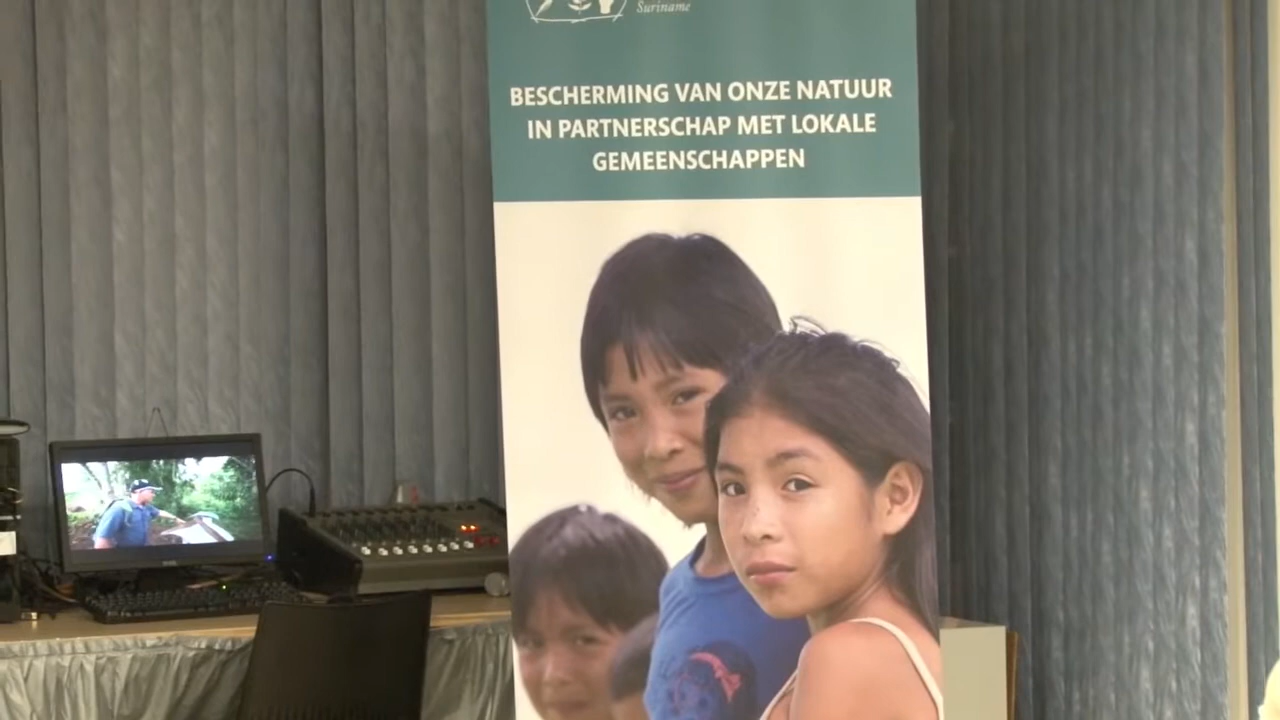 Suriname
BESCHERMING VAN ONZE NATUUR
IN PARTNERSCHAP MET LOKALE
GEMEENSCHAPPEN